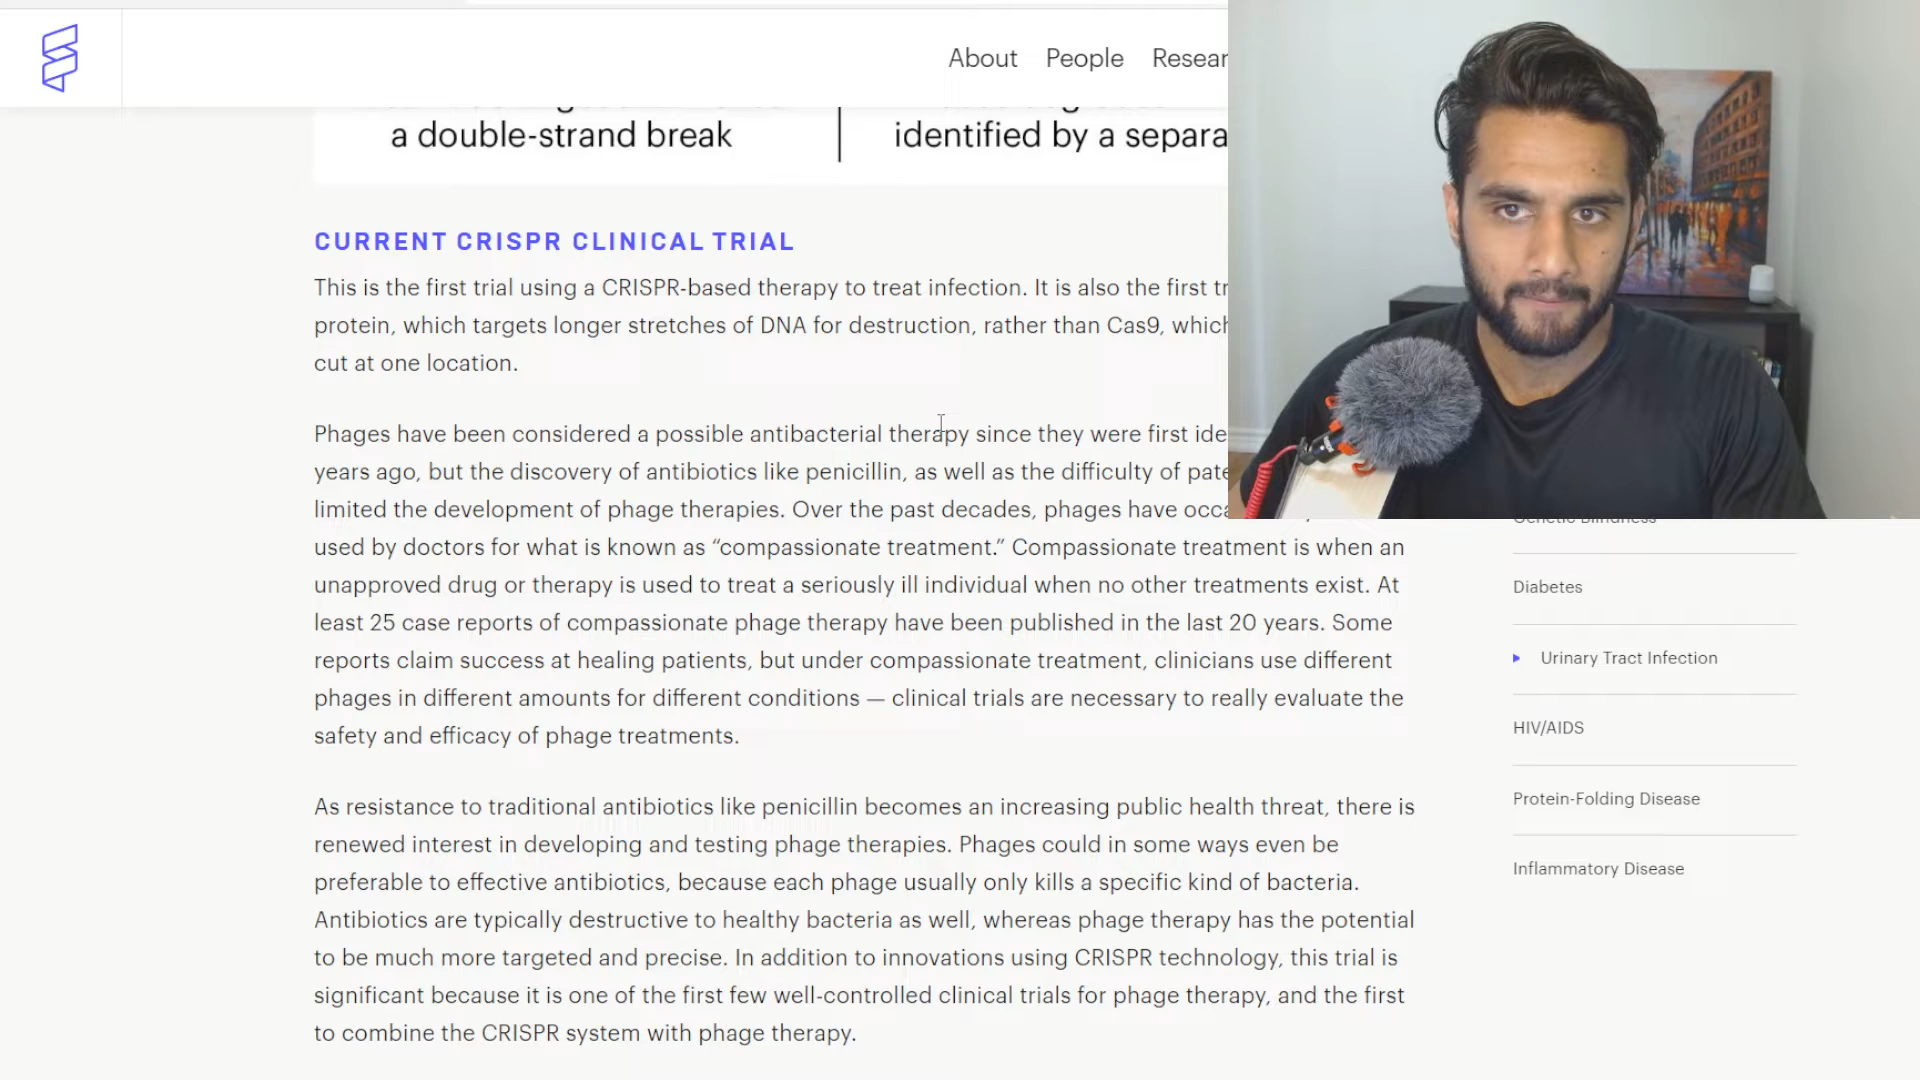 About People Resear
a double-strand break
identified by a separa
CURRENT CRISPR CLINICAL TRIAL
This is the first trial using a CRISPR-based therapy to treat infection. It is also the first tr
protein, which targets longer stretches of DNA for destruction, rather than Cas9, which
cut at one location.
Phages have been considered a possible antibacterial therapy since they were first ide
years ago, but the discovery of antibiotics like penicillin, as well as the difficulty of pate
limited the development of phage therapies. Over the past decades, phages have occa
used by doctors for what is known as “compassionate treatment.” Compassionate treatment is when an
unapproved drug or therapy is used to treat a seriously ill individual when no other treatments exist. At
least 25 case reports of compassionate phage therapy have been published in the last 20 years. Some
reports claim success at healing patients, but under compassionate treatment, clinicians use different
phages in different amounts for different conditions — clinical trials are necessary to really evaluate the
safety and efficacy of phage treatments.
As resistance to traditional antibiotics like penicillin becomes an increasing public health threat, there is
renewed interest in developing and testing phage therapies. Phages could in some ways even be
preferable to effective antibiotics, because each phage usually only kills a specific kind of bacteria.
Antibiotics are typically destructive to healthy bacteria as well, whereas phage therapy has the potential
to be much more targeted and precise. In addition to innovations using CRISPR technology, this trial is
significant because it is one of the first few well-controlled clinical trials for phage therapy, and the first
to combine the CRISPR system with phage therapy.
Genetic Blindness
Diabetes
Urinary Tract Infection
HIV/AIDS
Protein-Folding Disease
Inflammatory Disease